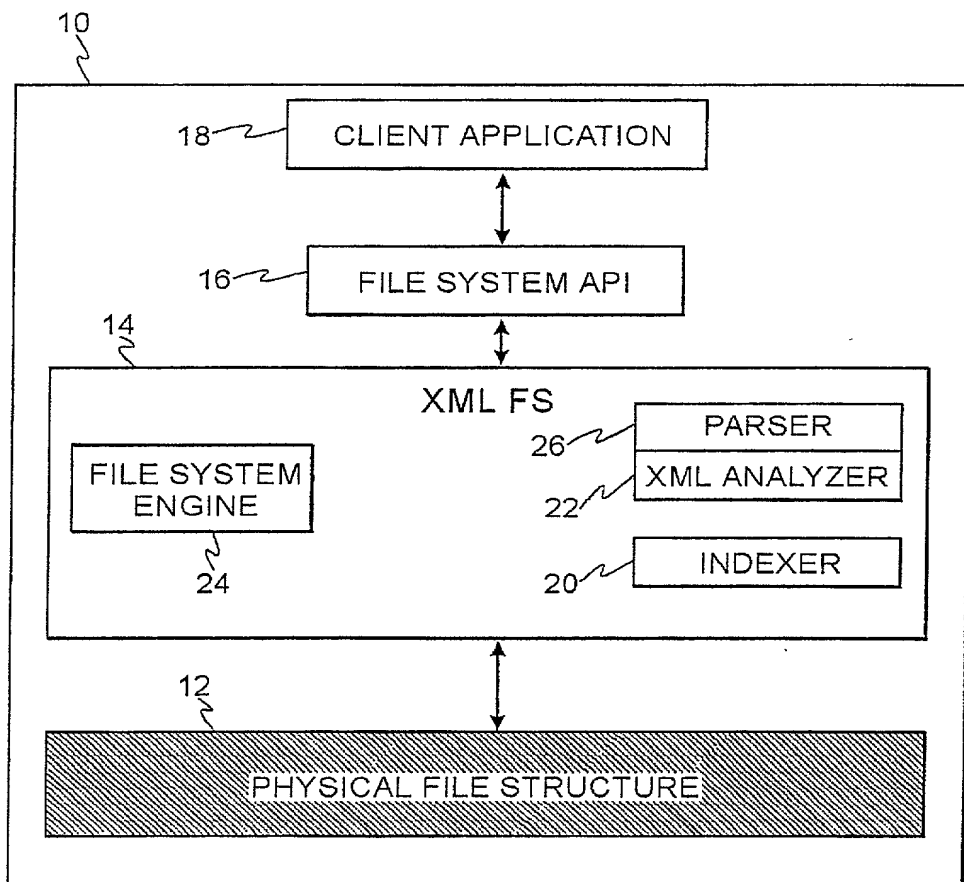 10
18
CLIENT APPLICATION
16
FILE SYSTEM API
14
XML FS
26
PARSER
FILE SYSTEM
ENGINE
22
XML ANALYZER
24
20
INDEXER
12
PHYSICAL FILE STRUCTURE